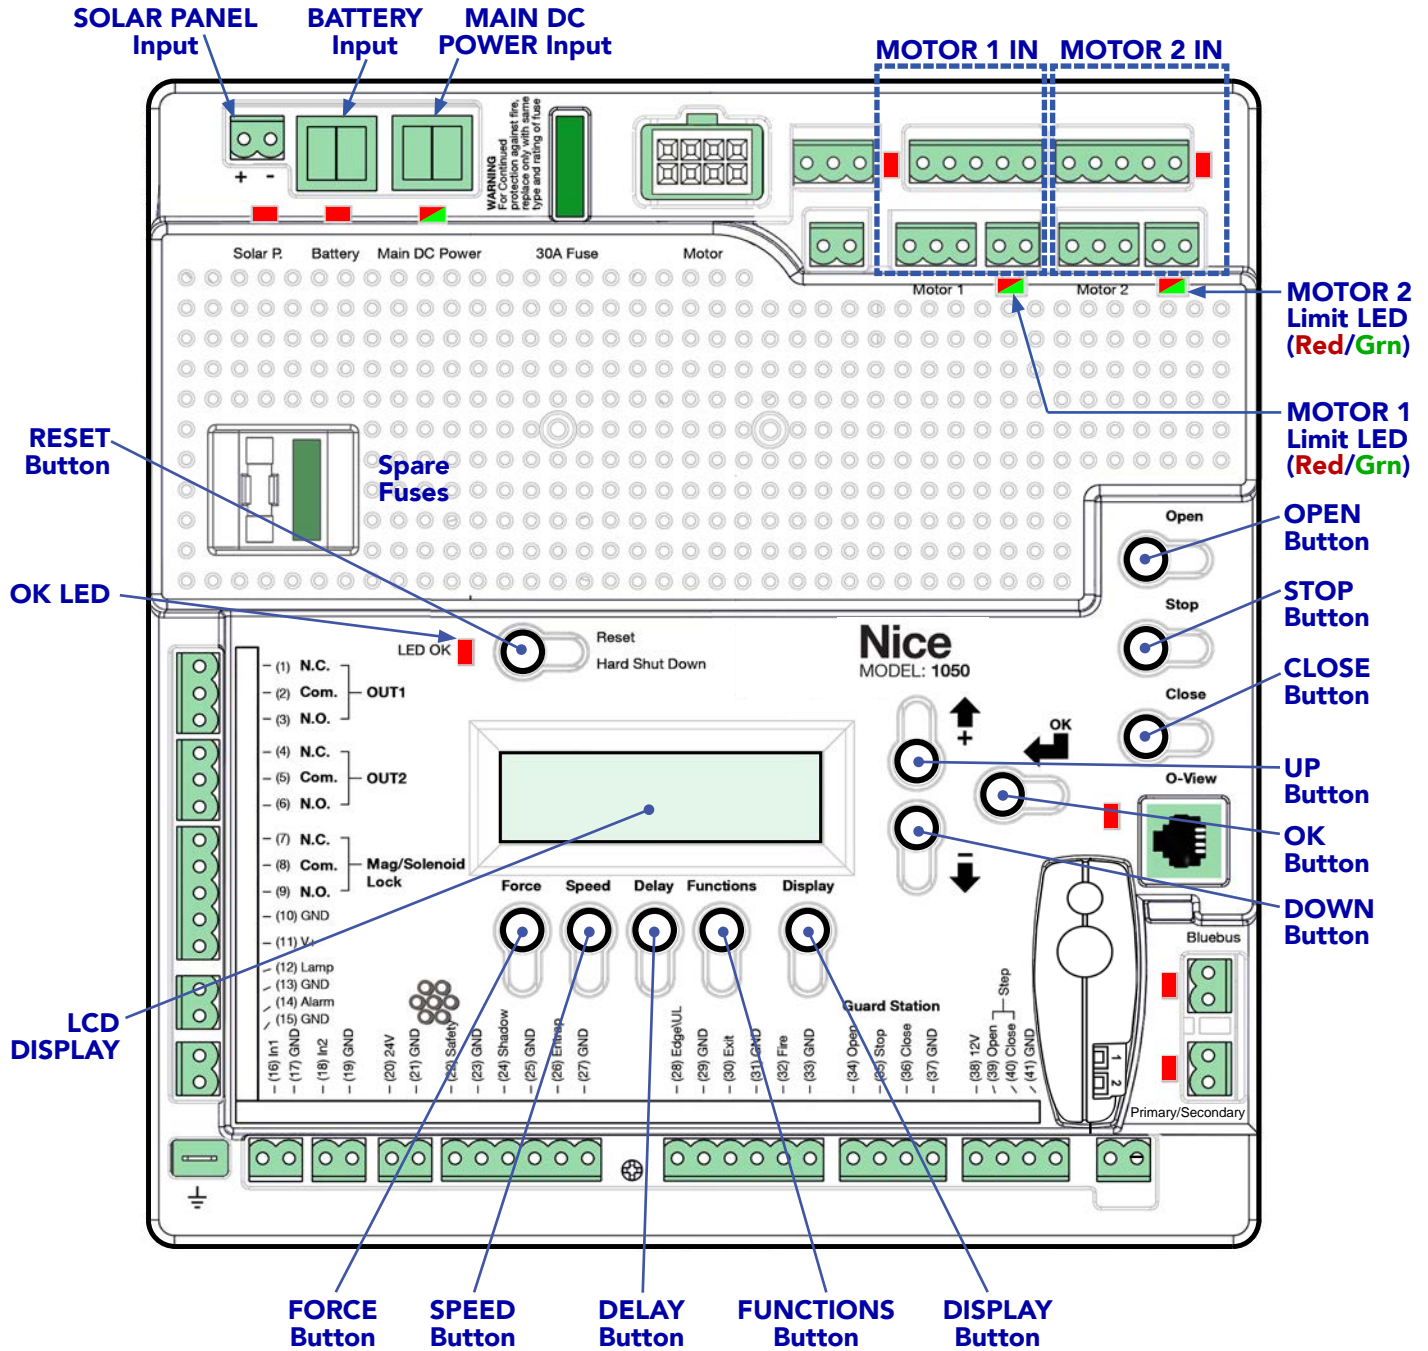 SOLAR PANEL
Input
BATTERY
Input
MAIN DC
POWER Input
MOTOR 1 IN
MOTOR 2 IN
+ -
WARNING
For Continued
protection against fire,
replace only with same
type and rating of fuse
Solar P.
Battery
Main DC Power
30A Fuse
Motor
Motor 1
Motor 2
MOTOR 2
Limit LED
(Red/Grn)
MOTOR 1
Limit LED
(Red/Grn)
RESET
Button
Spare
Fuses
Open
OPEN
Button
Stop
STOP
Button
Close
CLOSE
Button
OK LED
LED OK
Reset
Hard Shut Down
Nice
MODEL: 1050
(1) N.C.
(2) Com.
(3) N.O.
OUT1
(4) N.C.
(5) Com.
(6) N.O.
OUT2
(7) N.C.
(8) Com.
(9) N.O.
Mag/Solenoid
Lock
(10) GND
(11) V+
(12) Lamp
(13) GND
(14) Alarm
(15) GND
+
OK
−
O-View
UP
Button
OK
Button
DOWN
Button
Force
Speed
Delay
Functions
Display
LCD
DISPLAY
Bluebus
Guard Station
Step
(16) In1
(17) GND
(18) In2
(19) GND
(20) 24V
(21) GND
(22) Safety
(23) GND
(24) Shadow
(25) GND
(26) Entrap
(27) GND
(28) Edge\UL
(29) GND
(30) Exit
(31) GND
(32) Fire
(33) GND
(34) Open
(35) Stop
(36) Close
(37) GND
(38) 12V
(39) Open
(40) Close
(41) GND
1
2
Primary/Secondary
FORCE
Button
SPEED
Button
DELAY
Button
FUNCTIONS
Button
DISPLAY
Button